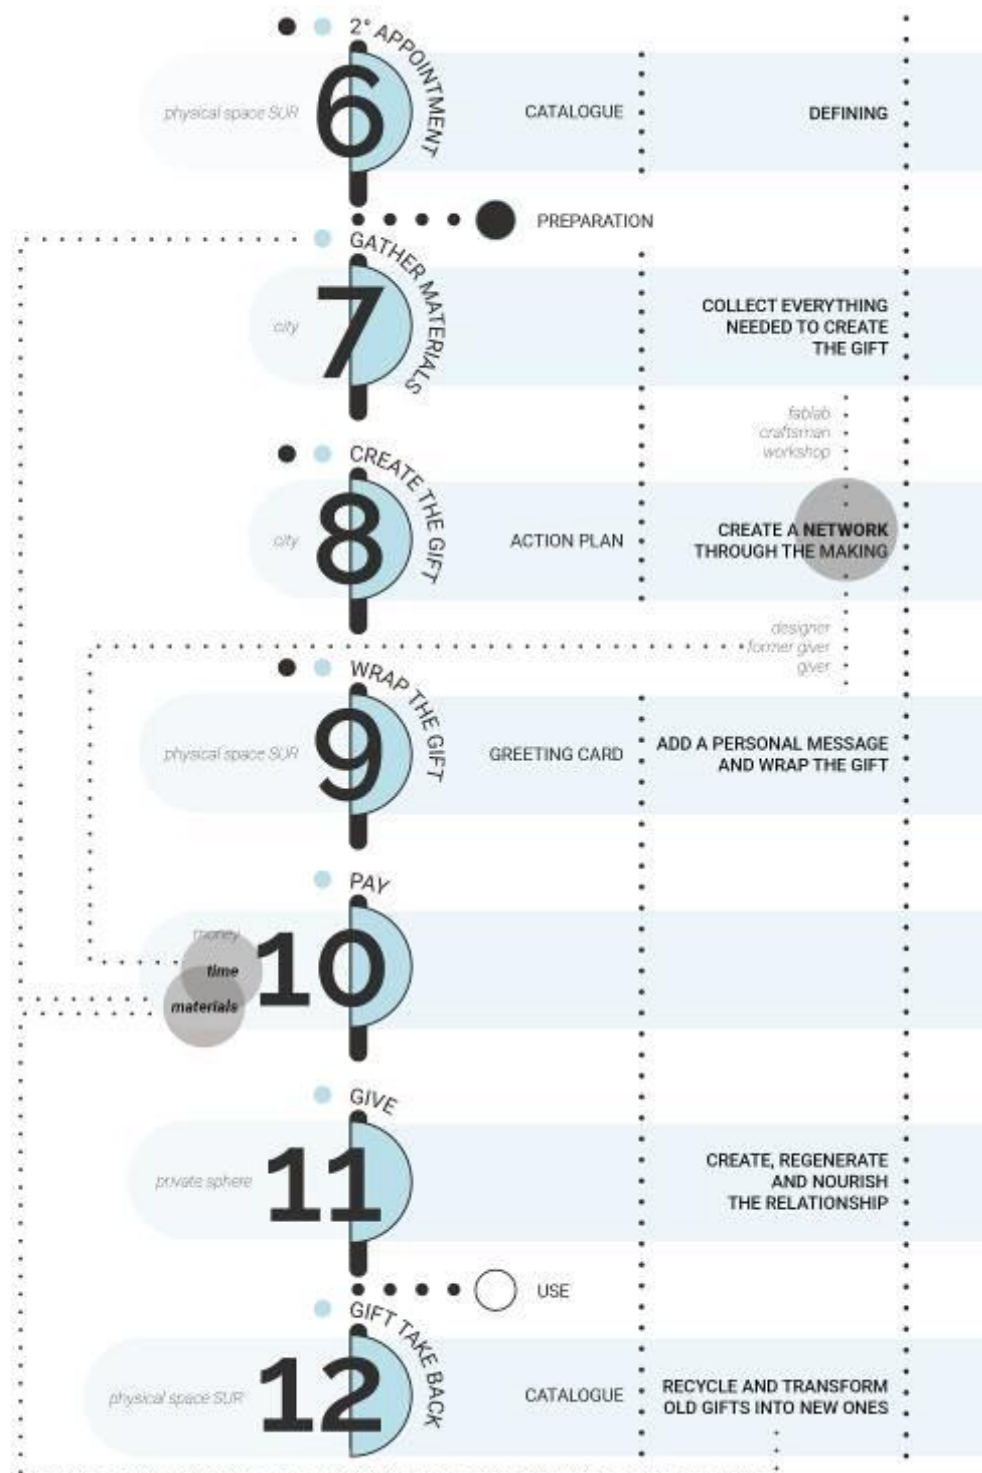 2° APPOINTMENT
physical space SUR
6
CATALOGUE
DEFINING
PREPARATION
GATHER MATERIALS
city
7
COLLECT EVERYTHING
NEEDED TO CREATE
THE GIFT
fablab
craftsman
workshop
CREATE THE GIFT
city
8
ACTION PLAN
CREATE A NETWORK
THROUGH THE MAKING
designer
former giver
giver
WRAP THE GIFT
physical space SUR
9
GREETING CARD
ADD A PERSONAL MESSAGE
AND WRAP THE GIFT
PAY
money
time
materials
10
GIVE
private sphere
11
CREATE, REGENERATE
AND NOURISH
THE RELATIONSHIP
USE
GIFT TAKE BACK
physical space SUR
12
CATALOGUE
RECYCLE AND TRANSFORM
OLD GIFTS INTO NEW ONES